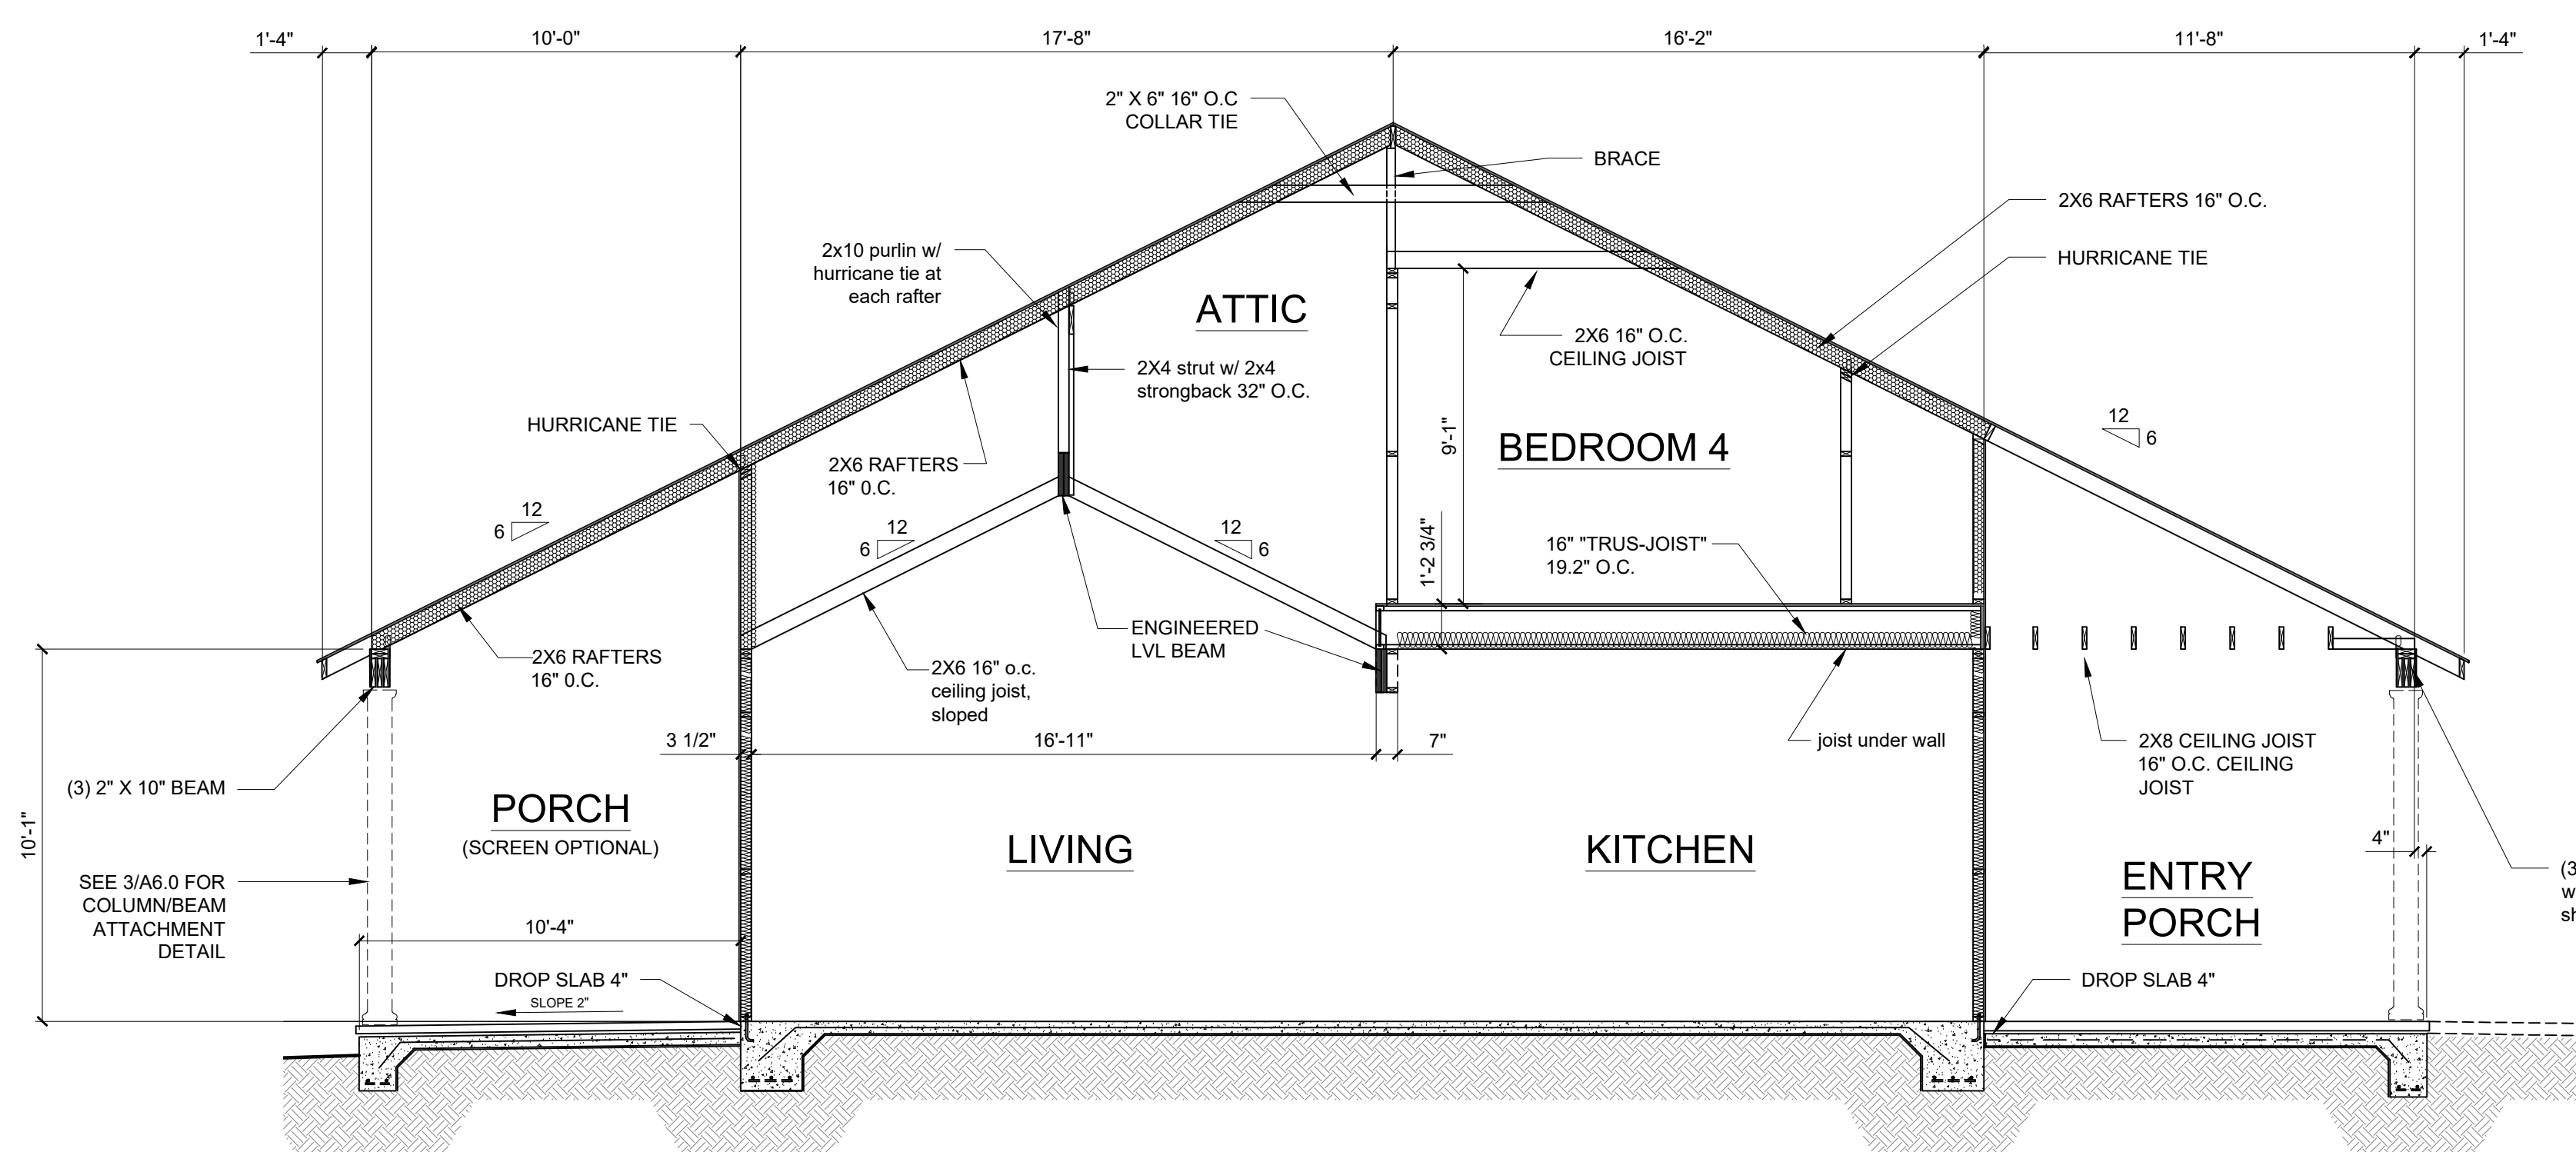 1'-4"
10'-0"
17'-8"
16'-2"
11'-8"
1'-4"
2" X 6" 16" O.C
COLLAR TIE
BRACE
2X6 RAFTERS 16" O.C.
HURRICANE TIE
2x10 purlin w/
hurricane tie at
each rafter
ATTIC
2X6 16" O.C.
CEILING JOIST
2X4 strut w/ 2x4
strongback 32" O.C.
HURRICANE TIE
2X6 RAFTERS
16" 0.C.
9'-1"
BEDROOM 4
12
6
12
6
12
6
12
6
1'-2 3/4"
16" "TRUS-JOIST"
19.2" O.C.
ENGINEERED
LVL BEAM
2X6 RAFTERS
16" 0.C.
2X6 16" o.c.
ceiling joist,
sloped
3 1/2"
16'-11"
7"
joist under wall
2X8 CEILING JOIST
16" O.C. CEILING
JOIST
(3) 2" X 10" BEAM
10'-1"
PORCH
(SCREEN OPTIONAL)
LIVING
KITCHEN
4"
ENTRY
PORCH
(3
w
sh
SEE 3/A6.0 FOR
COLUMN/BEAM
ATTACHMENT
DETAIL
10'-4"
DROP SLAB 4"
SLOPE 2"
DROP SLAB 4"